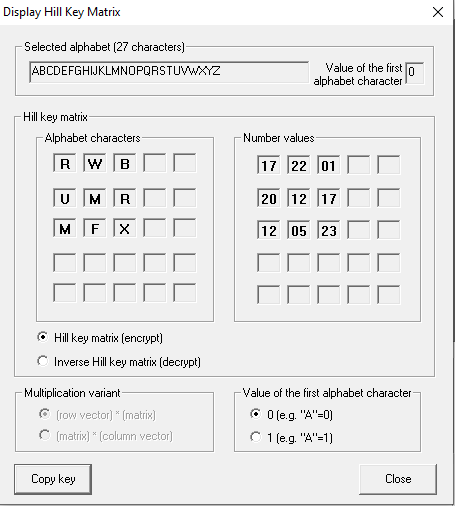 Display Hill Key Matrix
Selected alphabet (27 characters)
ABCDEFGHIJKLMNOPQRSTUVWXYZ
Value of the first
alphabet character
0
Hill key matrix
Alphabet characters
R W B
U M R
M F X
Number values
17 22 01
20 12 17
12 05 23
Hill key matrix (encrypt)
Inverse Hill key matrix (decrypt)
Multiplication variant
(row vector) * (matrix)
(matrix) * (column vector)
Value of the first alphabet character
0 (e.g. "A"=0)
1 (e.g. "A"=1)
Copy key
Close